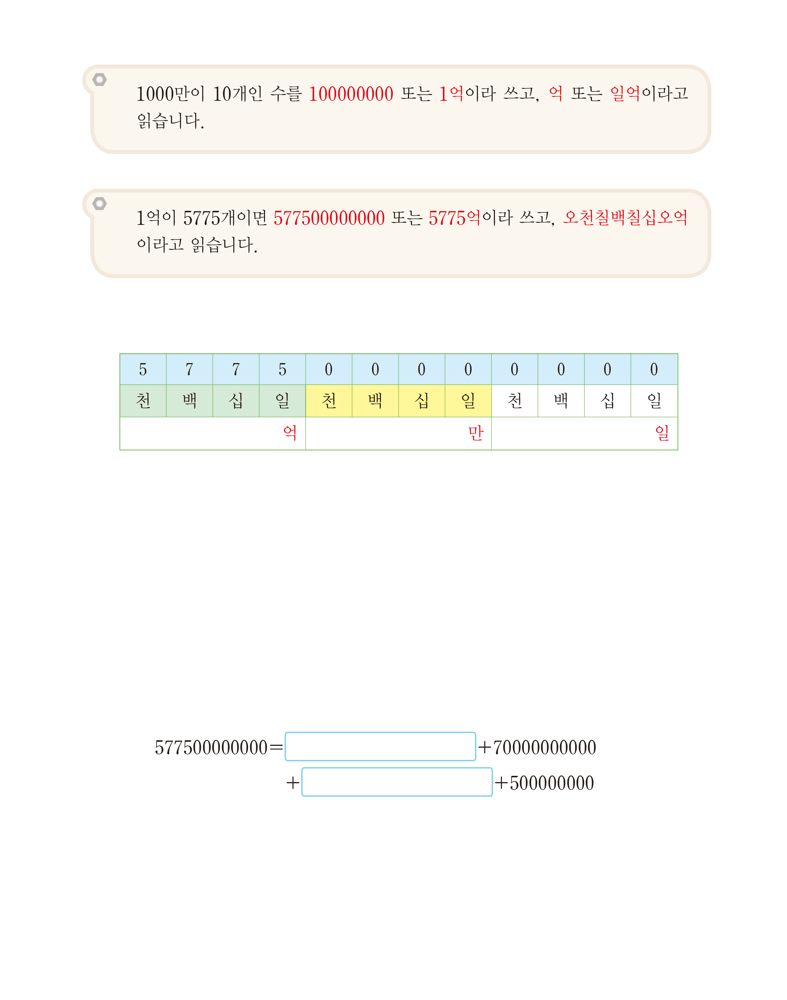 1000만이 10개인 수를 100000000 또는 1억이라 쓰고, 억 또는 일억이라고
읽습니다.
1억이 5775개이면 577500000000 또는 5775억이라 쓰고, 오천칠백칠십오억
이라고 읽습니다.
5 7 7 5 0 0 0 0 0 0 0 0
천 백 십 일 천 백 십 일 천 백 십 일
억 만 일
577500000000= +70000000000
+ +500000000